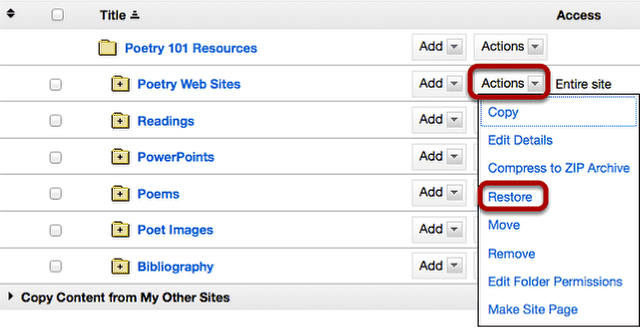 Title Access
Poetry 101 Resources Add Actions
Poetry Web Sites Add Actions Entire site
Readings Add
PowerPoints Add
Poems Add
Poet Images Add
Bibliography Add
Copy
Edit Details
Compress to ZIP Archive
Restore
Move
Remove
Edit Folder Permissions
Make Site Page
Copy Content from My Other Sites